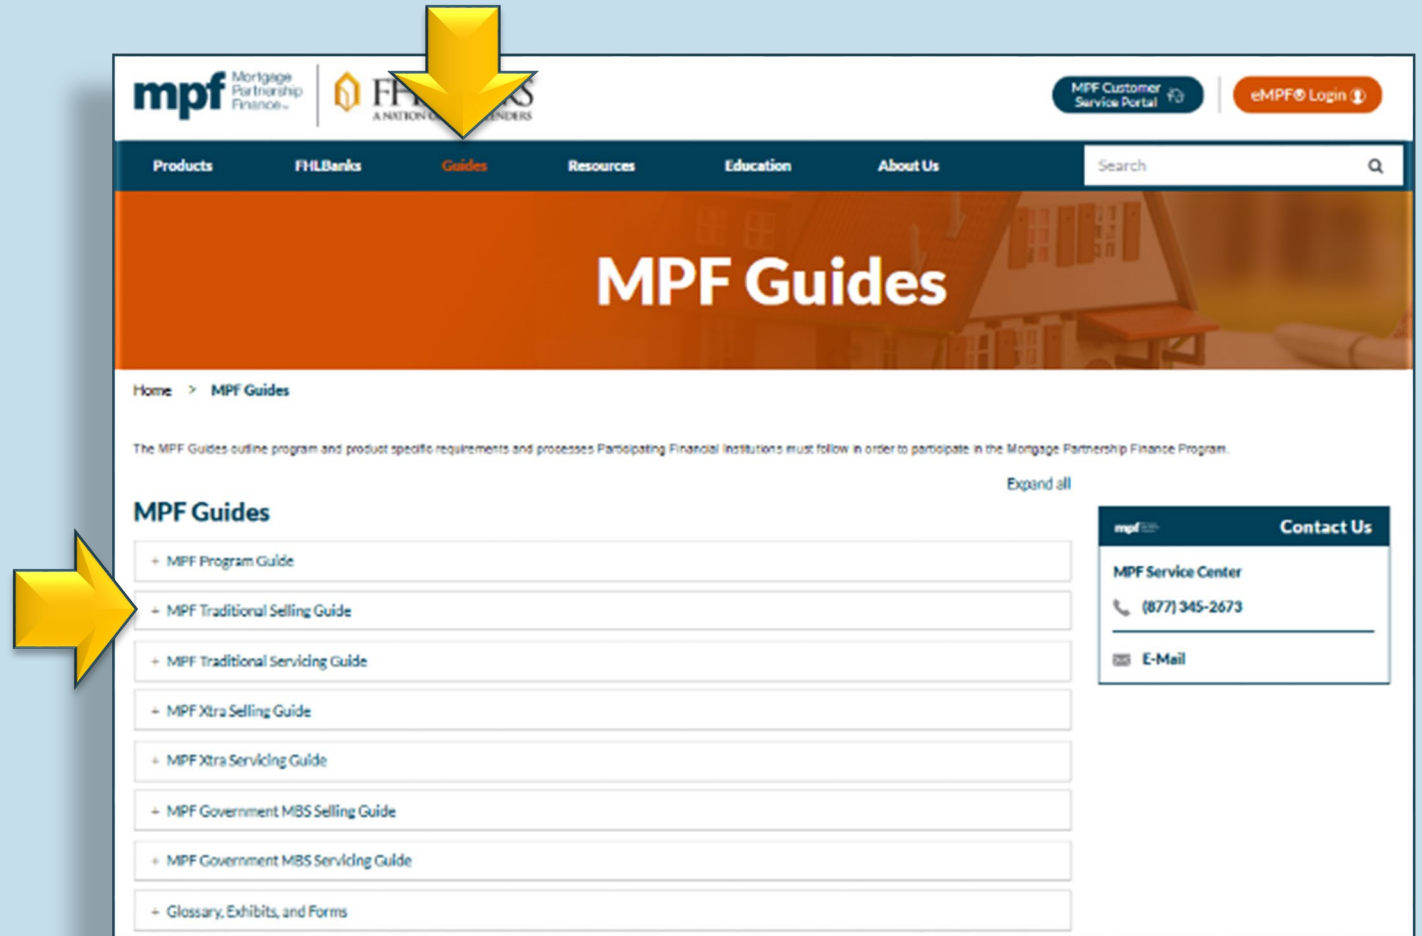 mpf Mortgage
Partnership
Finance
A NATION
MPF Customer
Service Portal
eMPF® Login
Products FHLBanks Guides Resources Education About Us Search
MPF Guides
Home > MPF Guides
The MPF Guides outline program and product specific requirements and processes Participating Financial Institutions must follow in order to participate in the Mortgage Partnership Finance Program.
Expand all
MPF Guides
+ MPF Program Guide
+ MPF Traditional Selling Guide
+ MPF Traditional Servicing Guide
+ MPF Xtra Selling Guide
+ MPF Xtra Servicing Guide
+ MPF Government MBS Selling Guide
+ MPF Government MBS Servicing Guide
+ Glossary, Exhibits, and Forms
mpf Contact Us
MPF Service Center
(877) 345-2673
E-Mail